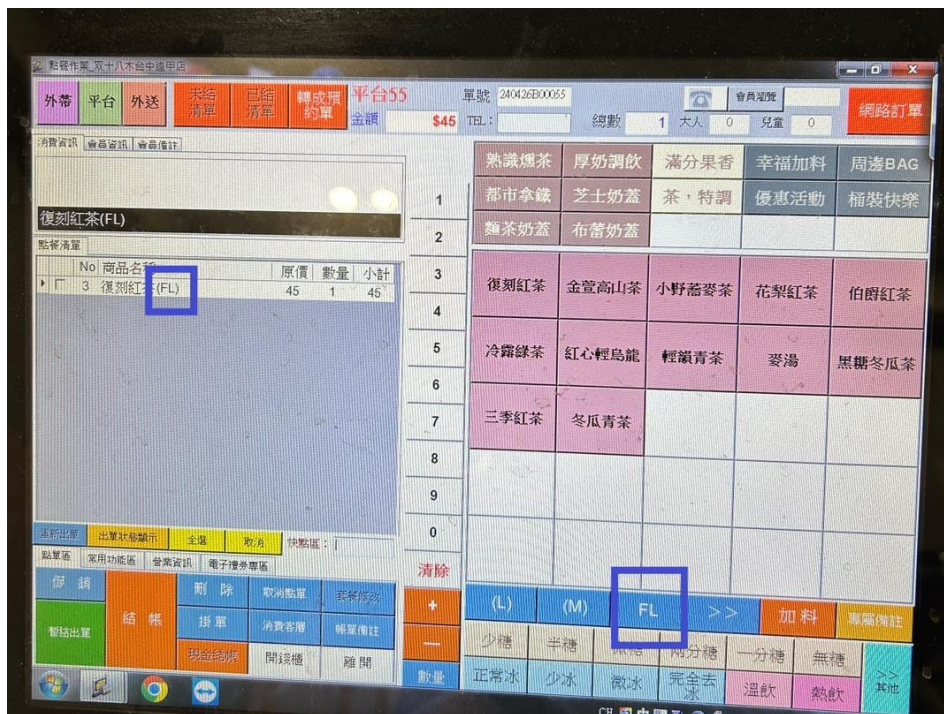 點餐作業_双十八木台中逢甲店
外帶 平台 外送 未結清單 已結清單 轉成預約單 平台55 單號 240426B00055 會員瀏覽 網路訂單
金額 $45 TEL： 總數 1 大人 0 兒童 0
消費資訊 會員資訊 會員備註
熟識燻茶 厚奶調飲 滿分果香 幸福加料 周邊BAG
都市拿鐵 芝士奶蓋 茶，特調 優惠活動 桶裝快樂
麵茶奶蓋 布蕾奶蓋
復刻紅茶(FL)
點餐清單
No 商品名稱 原價 數量 小計
3 復刻紅茶(FL) 45 1 45
1
2
3
4
5
6
7
8
9
0
清除
+
—
數量
復刻紅茶 金萱高山茶 小野蕎麥茶 花梨紅茶 伯爵紅茶
冷露綠茶 紅心輕烏龍 輕韻青茶 麥湯 黑糖冬瓜茶
三季紅茶 冬瓜青茶
重新出單 出單狀態顯示 全選 取消 快點區：
點單區 常用功能區 營業資訊 電子禮券專區
促銷 結帳 刪除 取消點單 套餐修改
暫結出單 掛單 消費客層 帳單備註
現金結帳 開錢櫃 離開
(L) (M) FL >> 加料 專屬備註
少糖 半糖 微糖 兩分糖 一分糖 無糖
正常冰 少冰 微冰 完全去冰 溫飲 熱飲 >>其他
CH